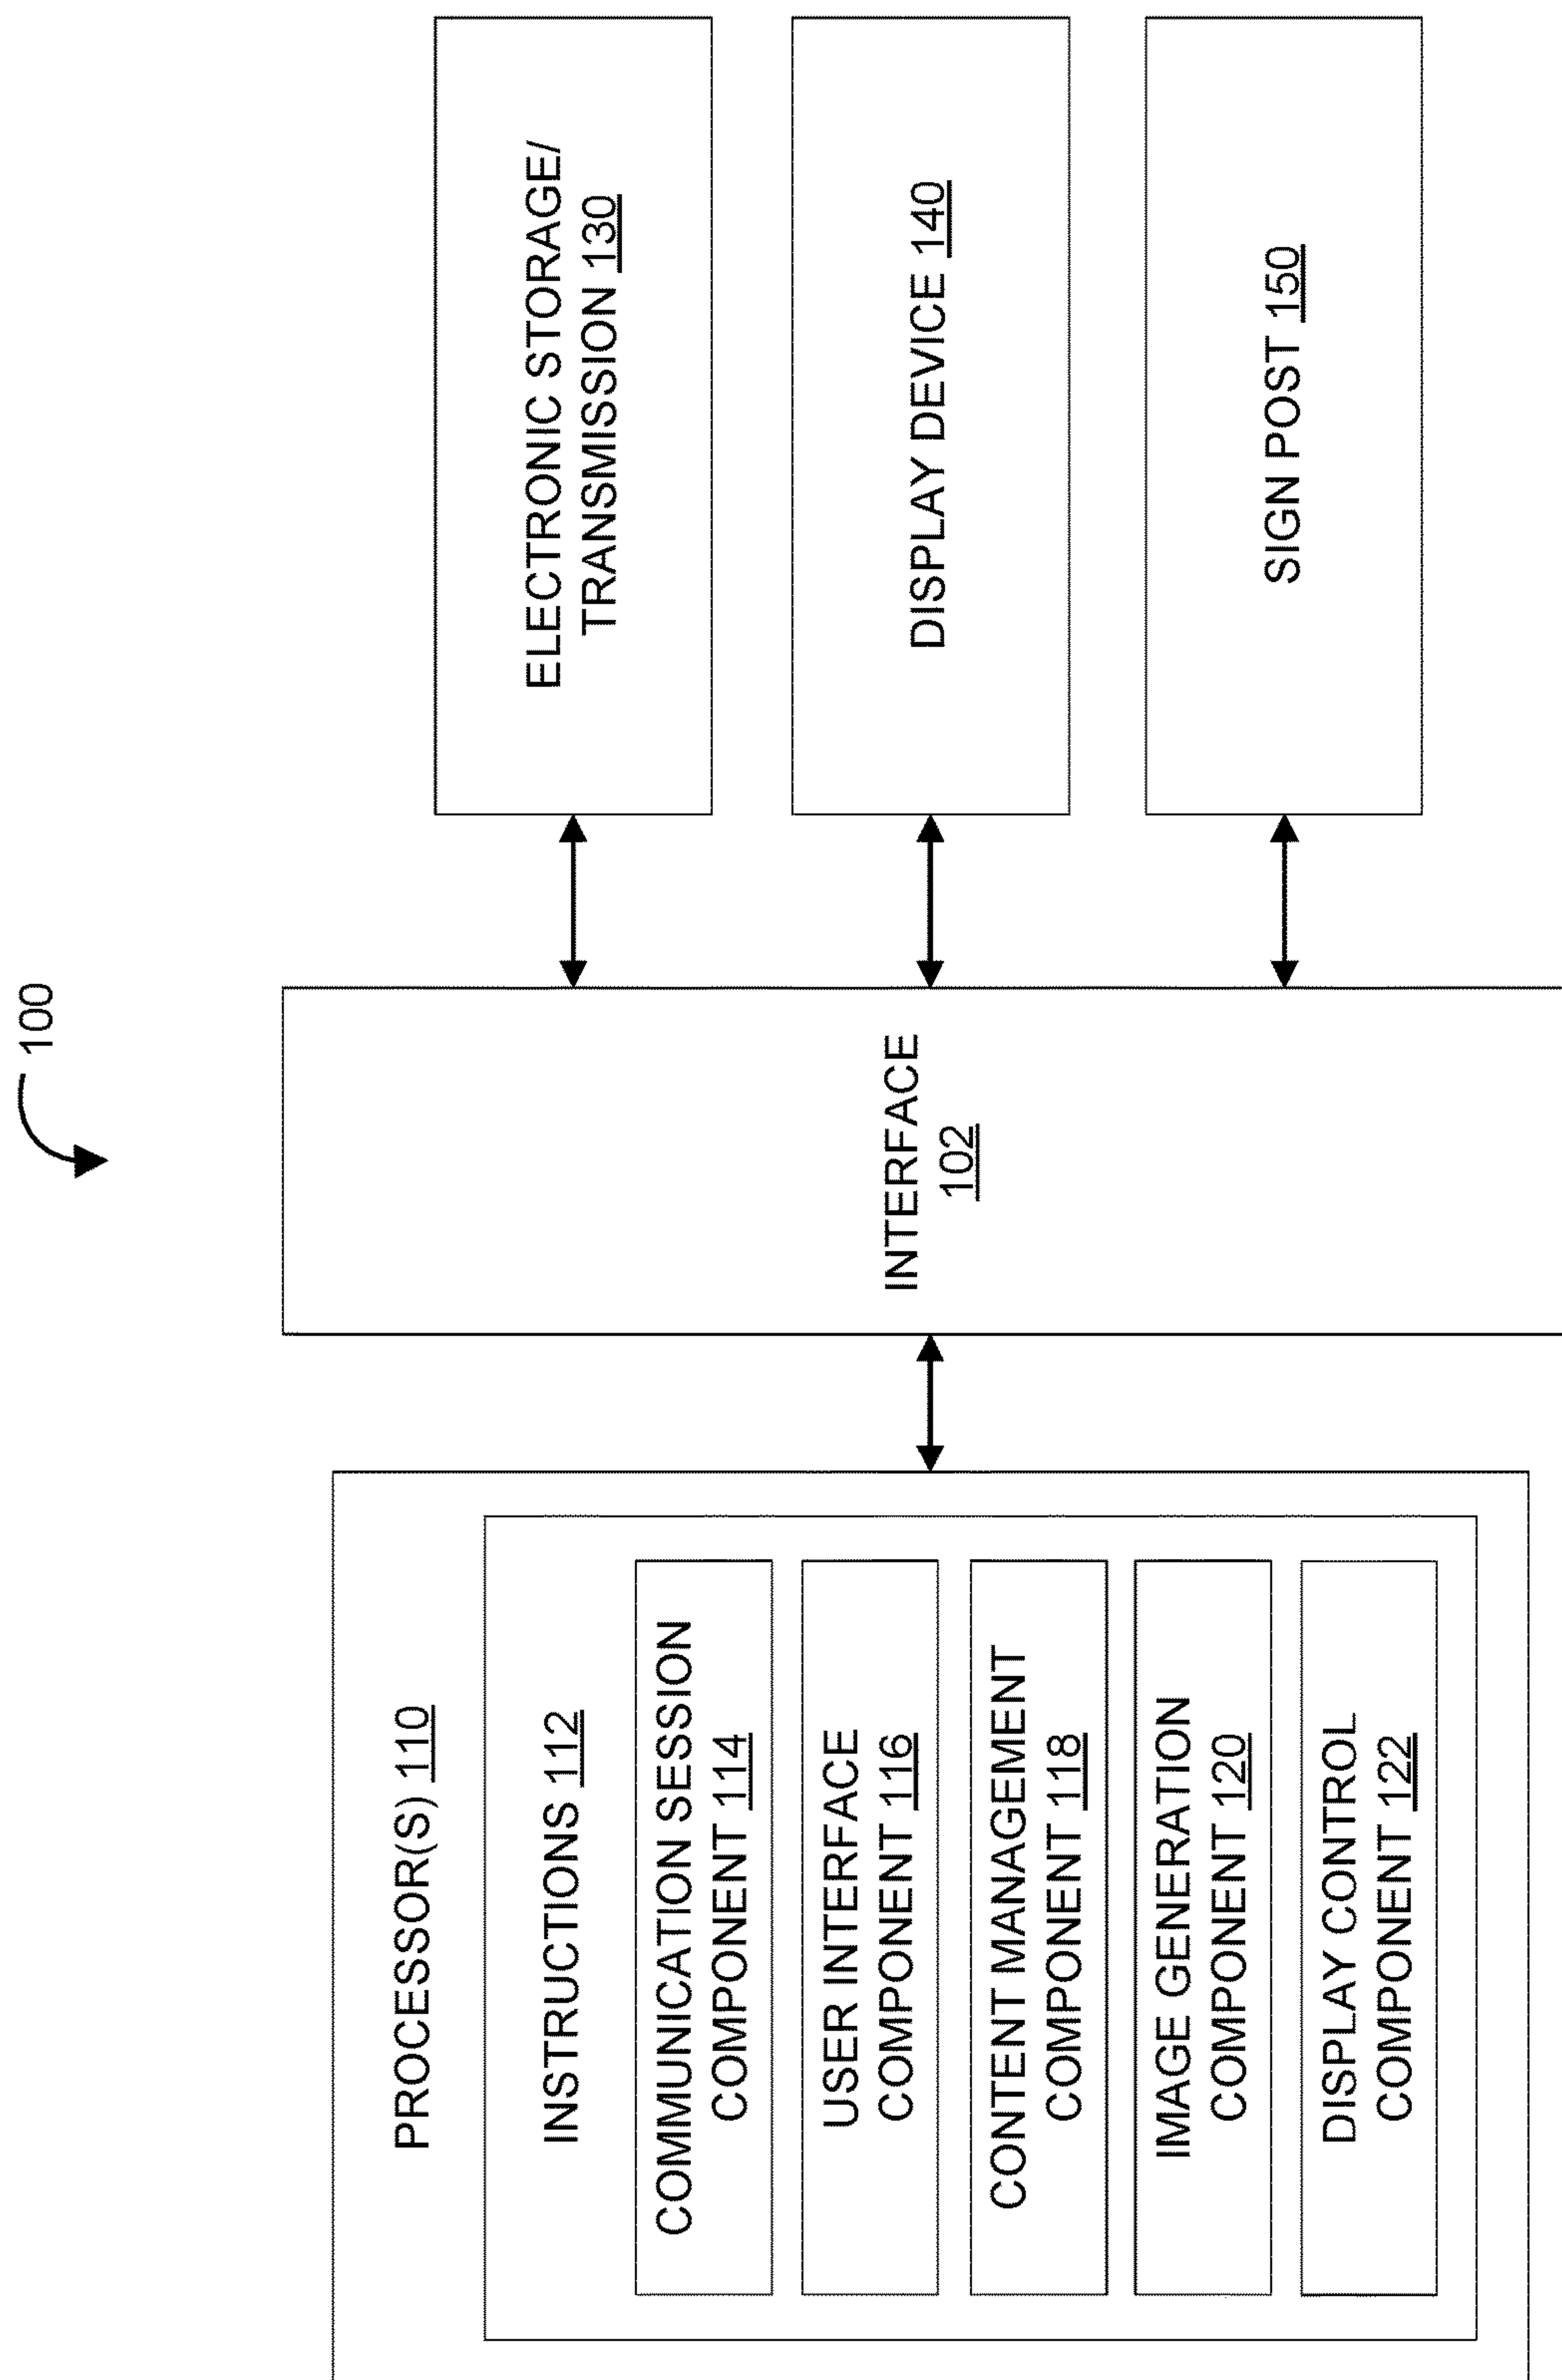 100
PROCESSOR(S) 110
INSTRUCTIONS 112
COMMUNICATION SESSION
COMPONENT 114
USER INTERFACE
COMPONENT 116
CONTENT MANAGEMENT
COMPONENT 118
IMAGE GENERATION
COMPONENT 120
DISPLAY CONTROL
COMPONENT 122
INTERFACE
102
ELECTRONIC STORAGE/
TRANSMISSION 130
DISPLAY DEVICE 140
SIGN POST 150